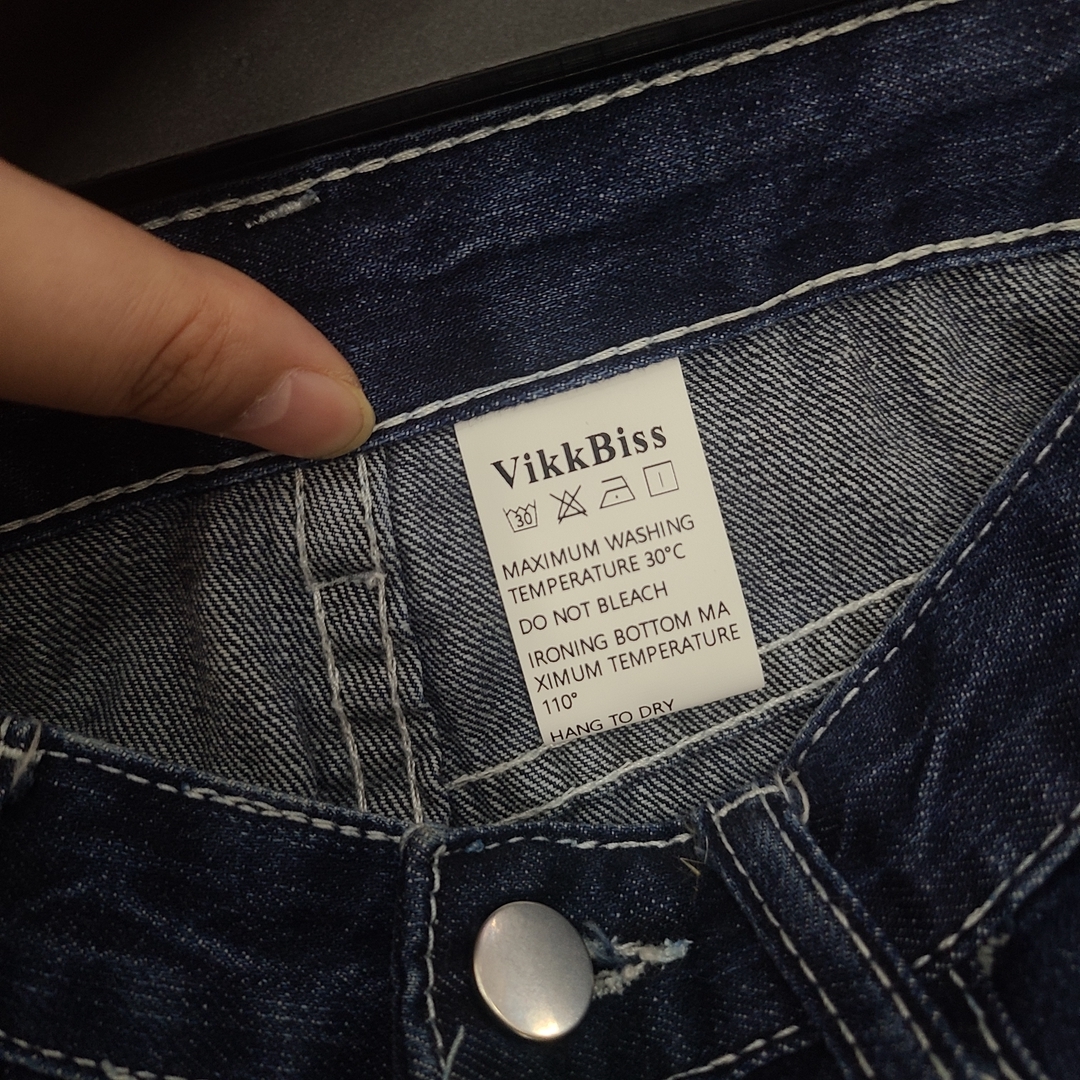 VikkBiss
30
MAXIMUM WASHING
TEMPERATURE 30°C
DO NOT BLEACH
IRONING BOTTOM MA
XIMUM TEMPERATURE
110°
HANG TO DRY